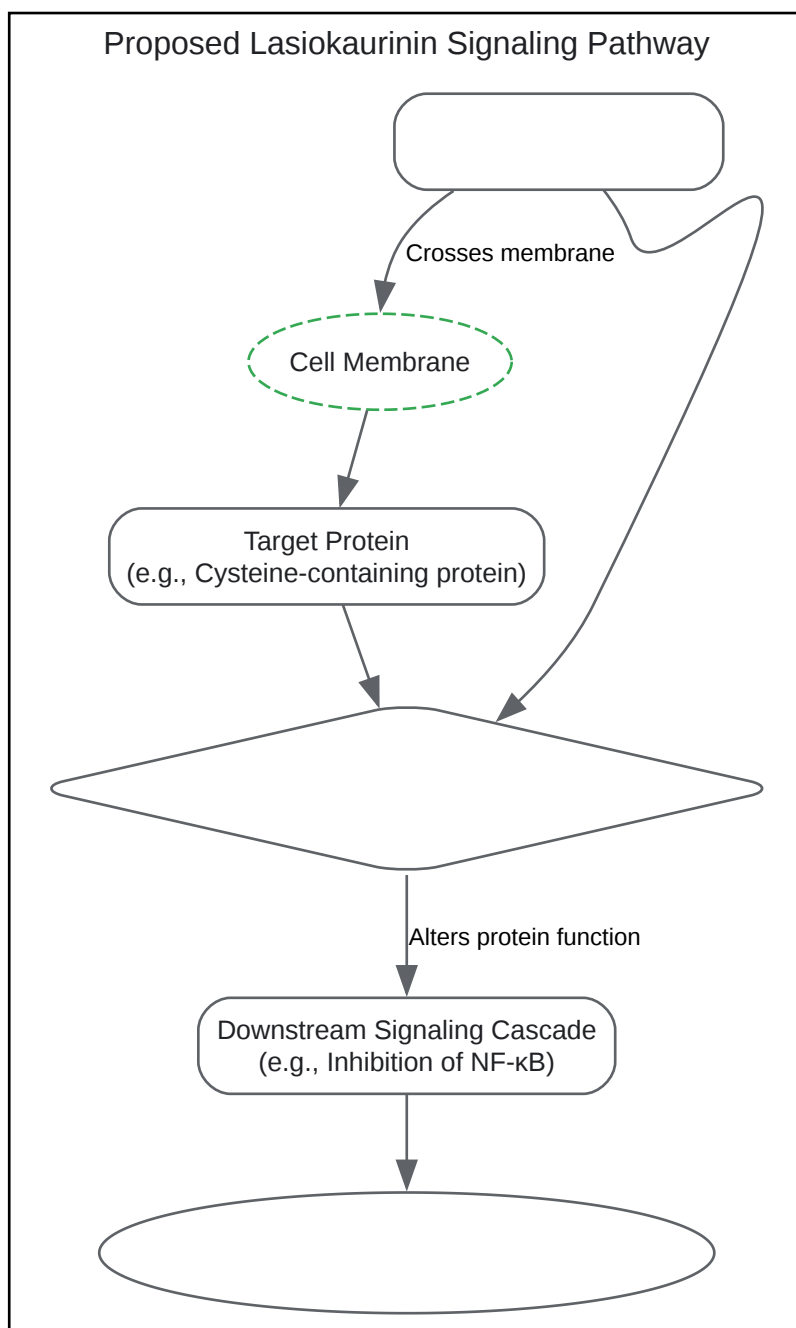 Proposed Lasiokaurinin Signaling Pathway
Crosses membrane
Cell Membrane
Target Protein
(e.g., Cysteine-containing protein)
Alters protein function
Downstream Signaling Cascade
(e.g., Inhibition of NF-κB)